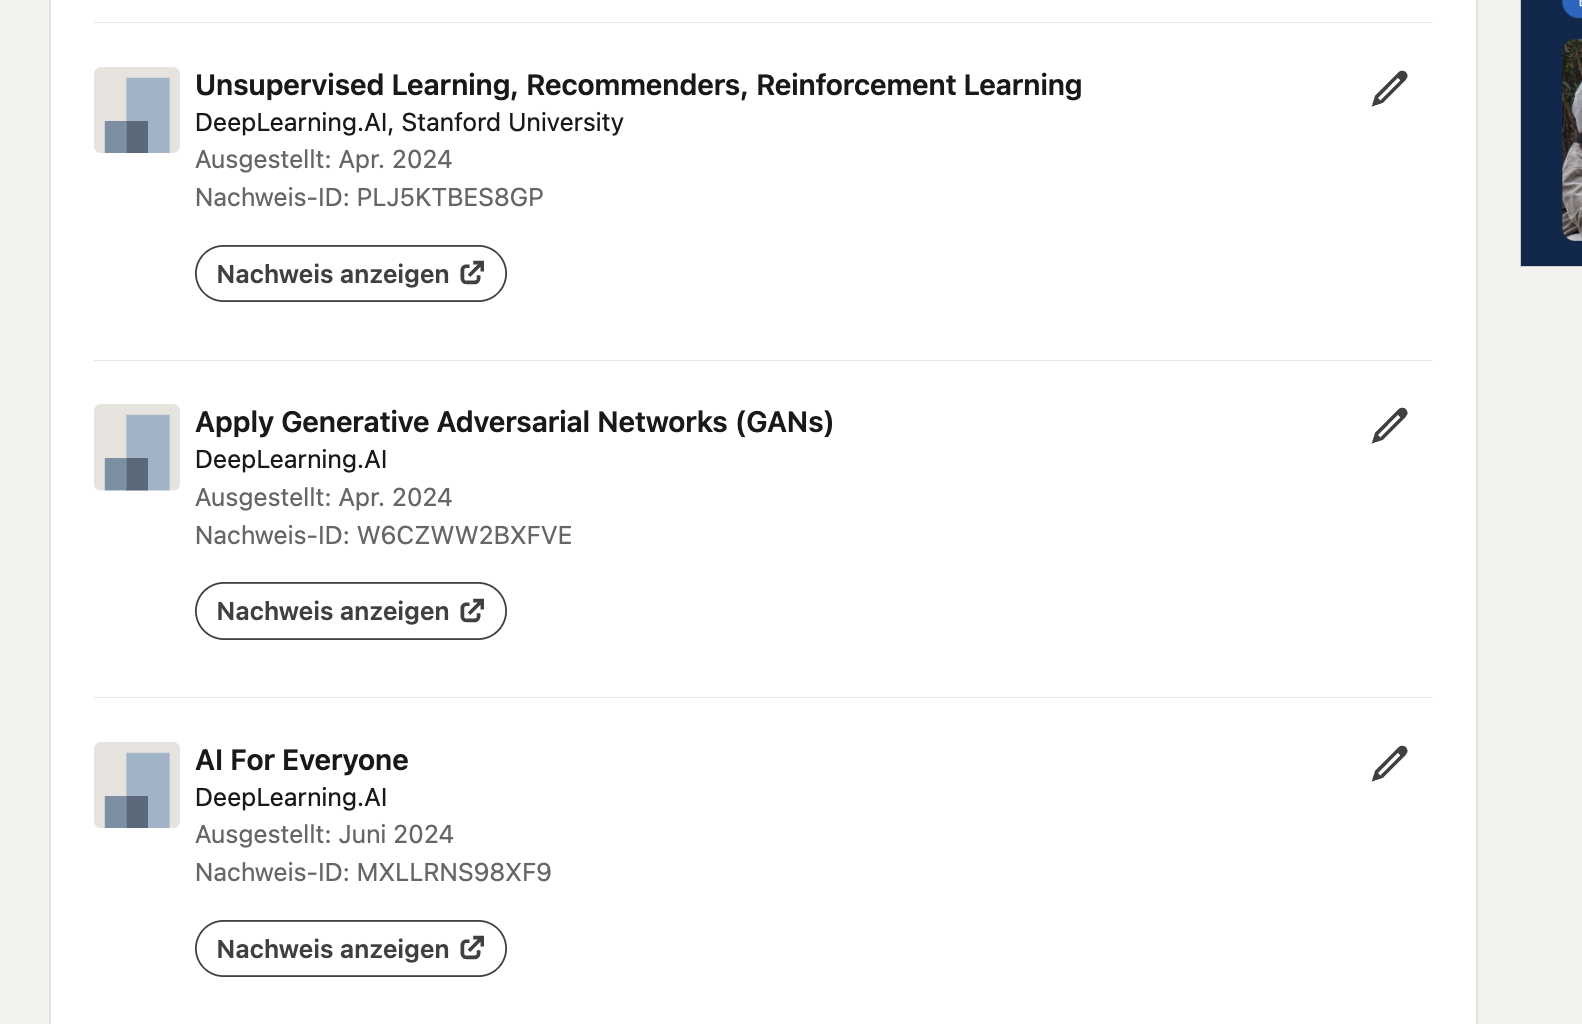 Unsupervised Learning, Recommenders, Reinforcement Learning
DeepLearning.AI, Stanford University
Ausgestellt: Apr. 2024
Nachweis-ID: PLJ5KTBES8GP
Nachweis anzeigen
Apply Generative Adversarial Networks (GANs)
DeepLearning.AI
Ausgestellt: Apr. 2024
Nachweis-ID: W6CZWW2BXFVE
Nachweis anzeigen
AI For Everyone
DeepLearning.AI
Ausgestellt: Juni 2024
Nachweis-ID: MXLLRNS98XF9
Nachweis anzeigen